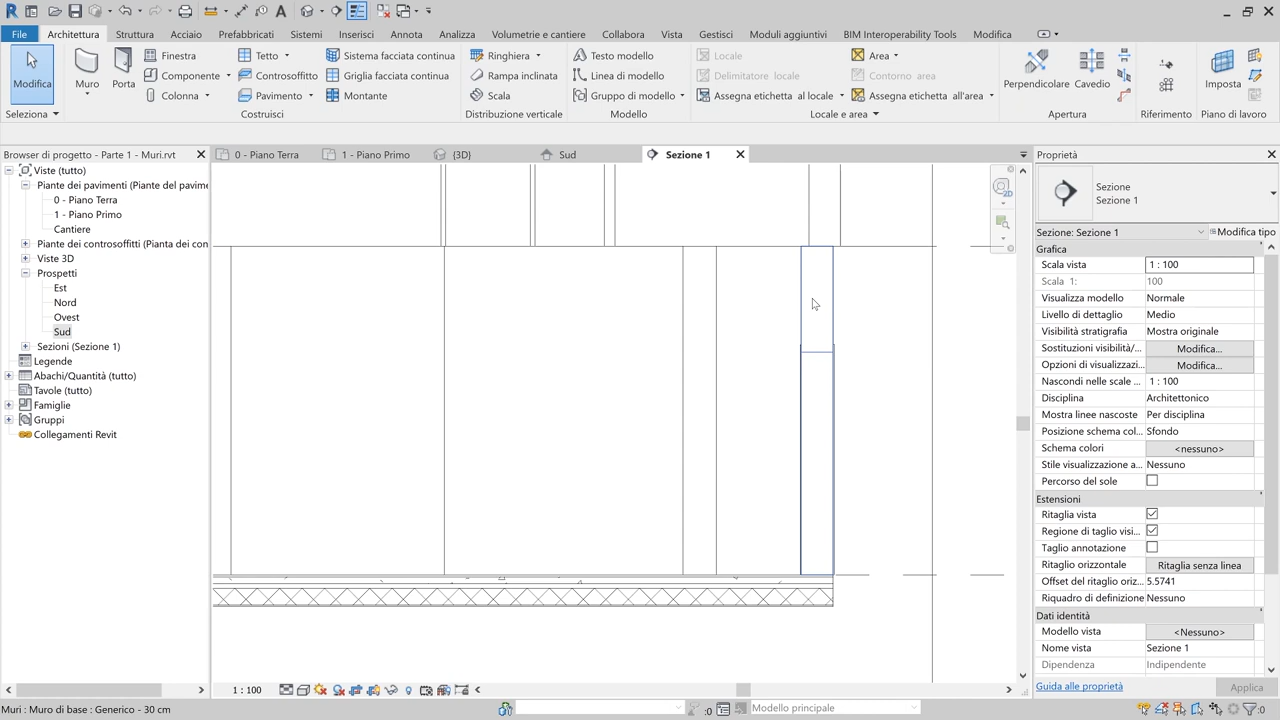 File
Architettura
Struttura
Acciaio
Prefabbricati
Sistemi
Inserisci
Annota
Analizza
Volumetrie e cantiere
Collabora
Vista
Gestisci
Moduli aggiuntivi
BIM Interoperability Tools
Modifica
Modifica
Muro
Porta
Finestra
Componente
Colonna
Tetto
Controsoffitto
Pavimento
Sistema facciata continua
Griglia facciata continua
Montante
Ringhiera
Rampa inclinata
Scala
Testo modello
Linea di modello
Gruppo di modello
Locale
Delimitatore locale
Assegna etichetta al locale
Area
Contorno area
Assegna etichetta all'area
Perpendicolare
Cavedio
Imposta
Seleziona
Costruisci
Distribuzione verticale
Modello
Locale e area
Apertura
Riferimento
Piano di lavoro
Browser di progetto - Parte 1 - Muri.rvt
0 - Piano Terra
1 - Piano Primo
{3D}
Sud
Sezione 1
Proprietà
Viste (tutto)
Piante dei pavimenti (Piante del pavime
0 - Piano Terra
1 - Piano Primo
Cantiere
Piante dei controsoffitti (Pianta dei con
Viste 3D
Prospetti
Est
Nord
Ovest
Sud
Sezioni (Sezione 1)
Legende
Abachi/Quantità (tutto)
Tavole (tutto)
Famiglie
Gruppi
Collegamenti Revit
2D
Sezione
Sezione 1
Sezione: Sezione 1
Modifica tipo
Grafica
Scala vista 1 : 100
Scala 1: 100
Visualizza modello Normale
Livello di dettaglio Medio
Visibilità stratigrafia Mostra originale
Sostituzioni visibilità/... Modifica...
Opzioni di visualizzazi... Modifica...
Nascondi nelle scale ... 1 : 100
Disciplina Architettonico
Mostra linee nascoste Per disciplina
Posizione schema col... Sfondo
Schema colori <nessuno>
Stile visualizzazione a... Nessuno
Percorso del sole
Estensioni
Ritaglia vista
Regione di taglio visi...
Taglio annotazione
Ritaglio orizzontale Ritaglia senza linea
Offset del ritaglio oriz... 5.5741
Riquadro di definizione Nessuno
Dati identità
Modello vista <Nessuno>
Nome vista Sezione 1
Dipendenza Indipendente
Guida alle proprietà
Applica
1 : 100
Muri : Muro di base : Generico - 30 cm
:0
Modello principale
:0